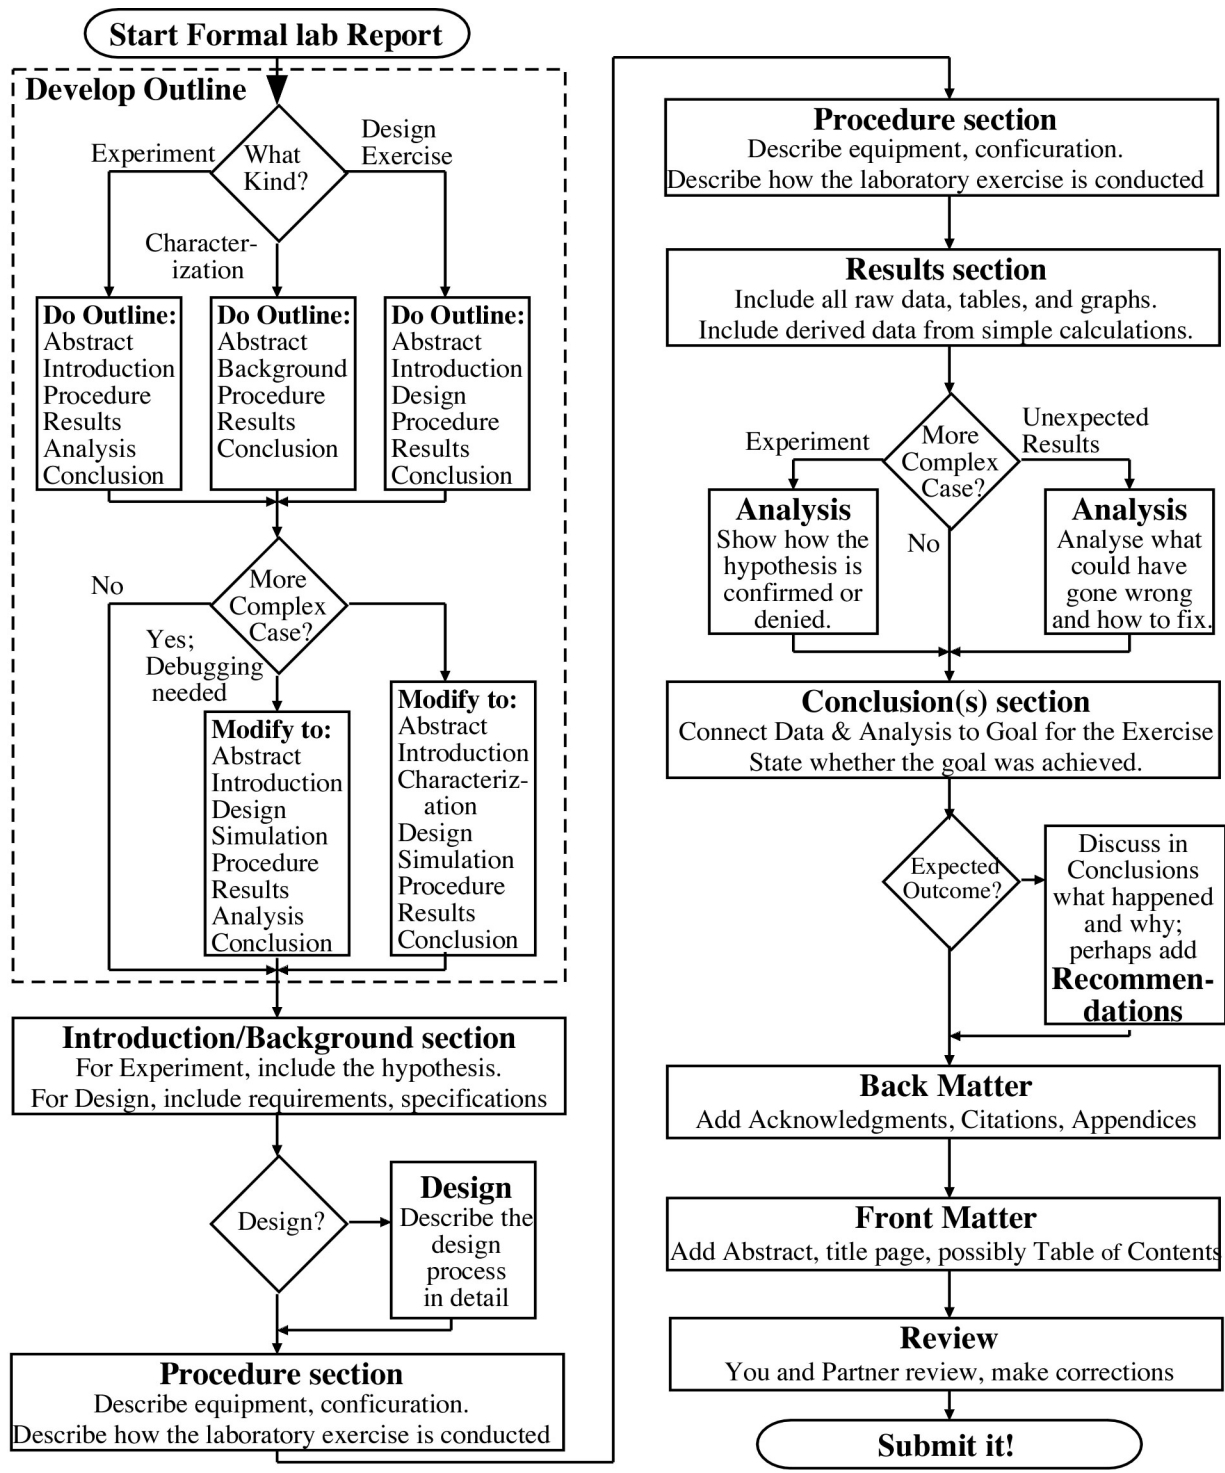 Start Formal lab Report
Develop Outline
What
Kind?
Experiment
Design
Exercise
Character-
ization
Do Outline:
Abstract
Introduction
Procedure
Results
Analysis
Conclusion
Do Outline:
Abstract
Background
Procedure
Results
Conclusion
Do Outline:
Abstract
Introduction
Design
Procedure
Results
Conclusion
More
Complex
Case?
No
Yes;
Debugging
needed
Modify to:
Abstract
Introduction
Design
Simulation
Procedure
Results
Analysis
Conclusion
Modify to:
Abstract
Introduction
Characteriz-
ation
Design
Simulation
Procedure
Results
Conclusion
Introduction/Background section
For Experiment, include the hypothesis.
For Design, include requirements, specifications
Design?
Design
Describe the
design
process
in detail
Procedure section
Describe equipment, conficuration.
Describe how the laboratory exercise is conducted
Procedure section
Describe equipment, conficuration.
Describe how the laboratory exercise is conducted
Results section
Include all raw data, tables, and graphs.
Include derived data from simple calculations.
More
Complex
Case?
Experiment
Unexpected
Results
No
Analysis
Show how the
hypothesis is
confirmed or
denied.
Analysis
Analyse what
could have
gone wrong
and how to fix.
Conclusion(s) section
Connect Data & Analysis to Goal for the Exercise
State whether the goal was achieved.
Expected
Outcome?
Discuss in
Conclusions
what happened
and why;
perhaps add
Recommen-
dations
Back Matter
Add Acknowledgments, Citations, Appendices
Front Matter
Add Abstract, title page, possibly Table of Contents
Review
You and Partner review, make corrections
Submit it!